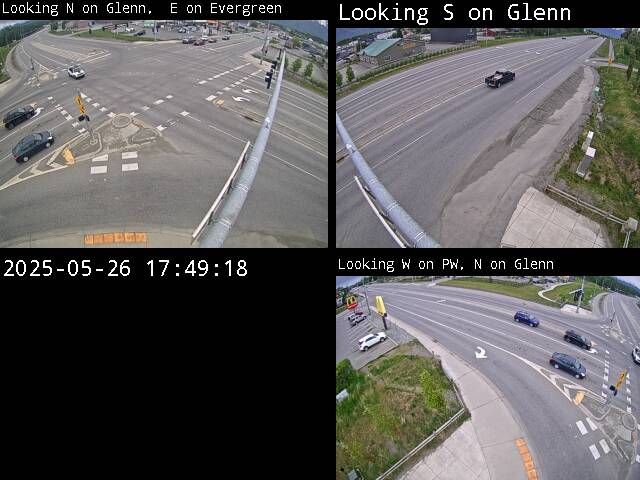 Looking N on Glenn, E on Evergreen
Looking S on Glenn
2025-05-26 17:49:18
Looking W on PW, N on Glenn